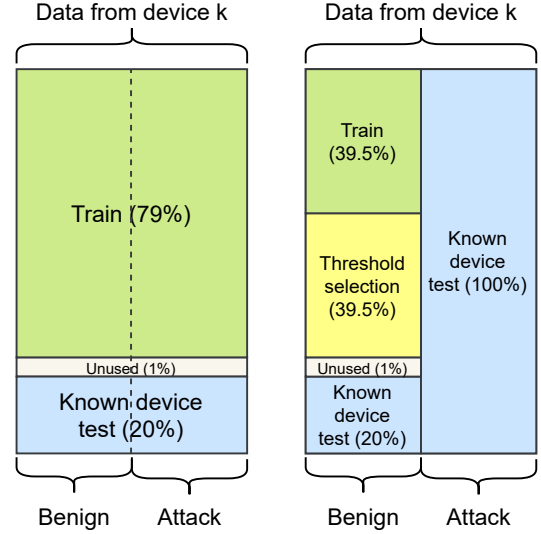 Data from device k
Train (79%)
Unused (1%)
Known device
test (20%)
Benign
Attack
Data from device k
Train
(39.5%)
Threshold
selection
(39.5%)
Unused (1%)
Known
device
test (20%)
Known
device
test (100%)
Benign
Attack